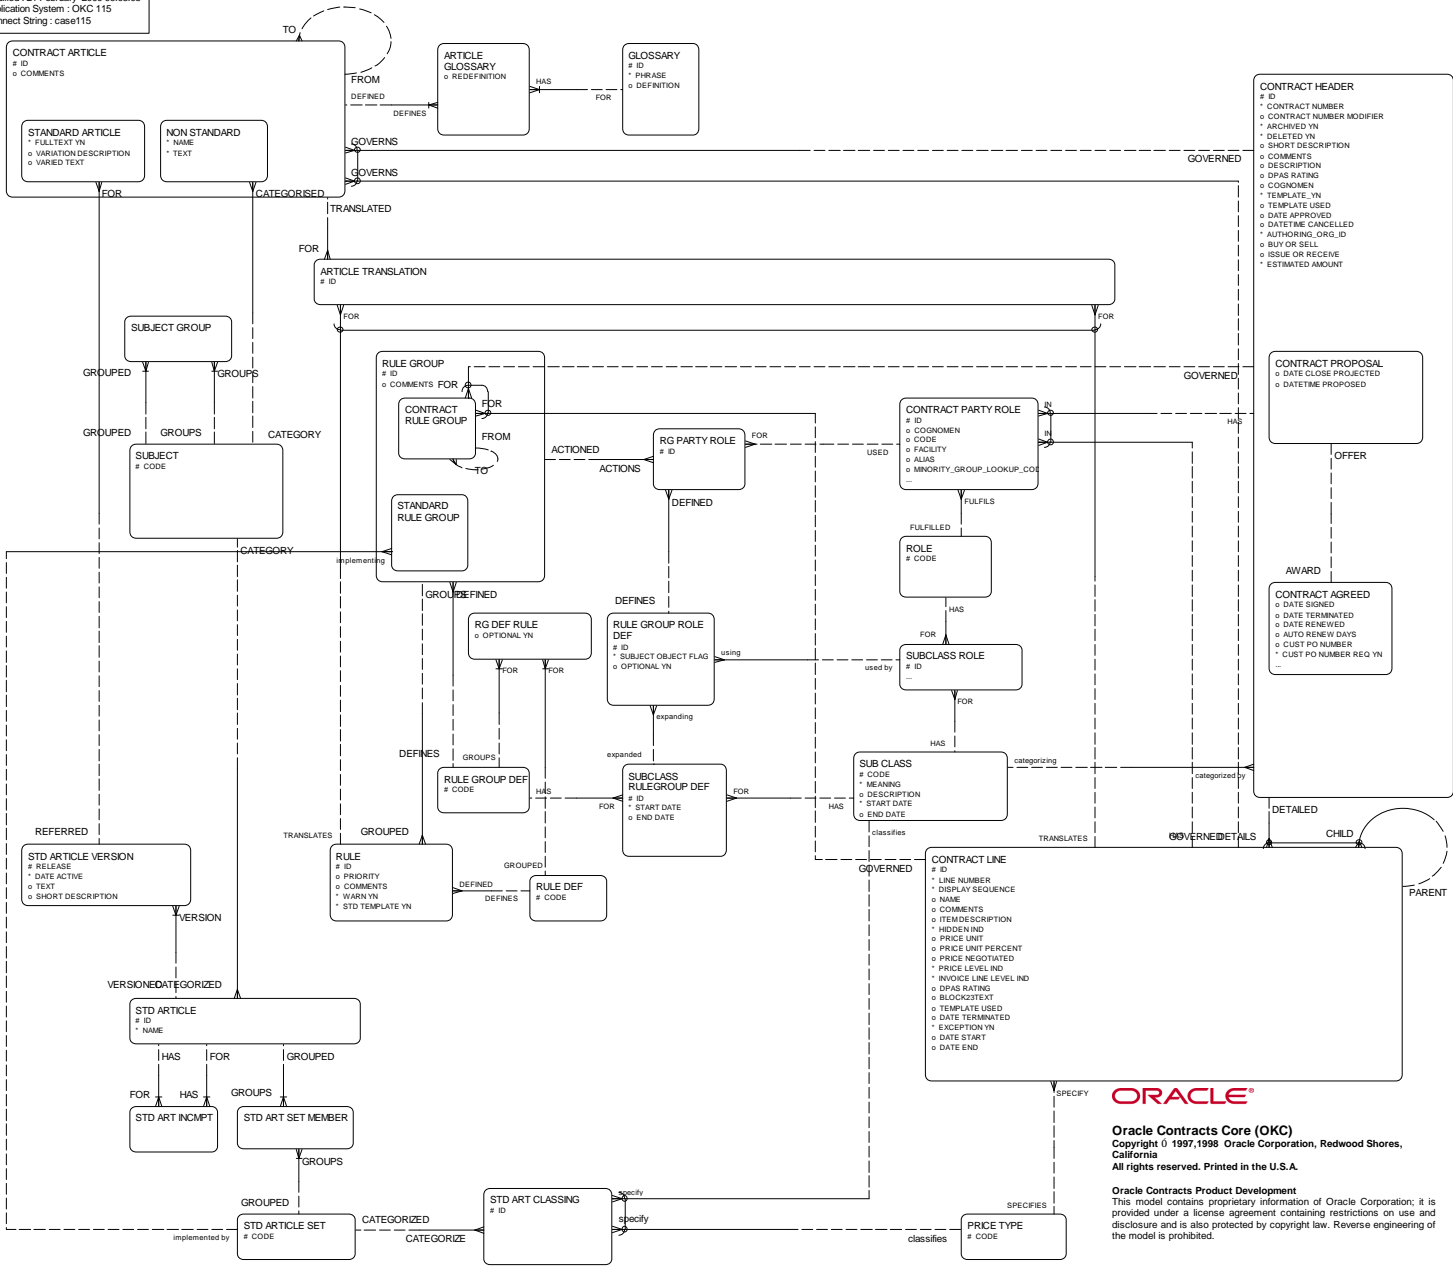 plication System : OKC 115
nnect String : case115
TO
CONTRACT ARTICLE
# ID
o COMMENTS
FROM
DEFINED
DEFINES
ARTICLE
GLOSSARY
o REDEFINITION
HAS
FOR
GLOSSARY
# ID
* PHRASE
o DEFINITION
STANDARD ARTICLE
* FULLTEXT YN
o VARIATION DESCRIPTION
o VARIED TEXT
NON STANDARD
* NAME
* TEXT
GOVERNS
GOVERNED
GOVERNS
FOR
CATEGORISED
TRANSLATED
FOR
CONTRACT HEADER
# ID
* CONTRACT NUMBER
o CONTRACT NUMBER MODIFIER
* ARCHIVED YN
* DELETED YN
o SHORT DESCRIPTION
o COMMENTS
o DESCRIPTION
o DPAS RATING
o COGNOMEN
* TEMPLATE_YN
o TEMPLATE USED
o DATE APPROVED
o DATETIME CANCELLED
* AUTHORING_ORG_ID
o BUY OR SELL
o ISSUE OR RECEIVE
* ESTIMATED AMOUNT
ARTICLE TRANSLATION
# ID
FOR
FOR
SUBJECT GROUP
GROUPED
GROUPS
GROUPED
GROUPS
CATEGORY
SUBJECT
# CODE
CATEGORY
RULE GROUP
# ID
o COMMENTS
FOR
FOR
CONTRACT
RULE GROUP
FROM
TO
STANDARD
RULE GROUP
implementing
ACTIONED
ACTIONS
RG PARTY ROLE
# ID
FOR
USED
DEFINED
GOVERNED
CONTRACT PARTY ROLE
# ID
o COGNOMEN
o CODE
o FACILITY
o ALIAS
o MINORITY_GROUP_LOOKUP_COD
...
IN
IN
HAS
CONTRACT PROPOSAL
o DATE CLOSE PROJECTED
o DATETIME PROPOSED
OFFER
AWARD
CONTRACT AGREED
o DATE SIGNED
o DATE TERMINATED
o DATE RENEWED
o AUTO RENEW DAYS
o CUST PO NUMBER
* CUST PO NUMBER REQ YN
...
FULFILS
FULFILLED
ROLE
# CODE
HAS
FOR
SUBCLASS ROLE
# ID
...
FOR
HAS
GROUPS
DEFINED
DEFINES
RG DEF RULE
o OPTIONAL YN
FOR
FOR
RULE GROUP ROLE
DEF
# ID
* SUBJECT OBJECT FLAG
o OPTIONAL YN
using
used by
expanding
expanded
DEFINES
GROUPS
RULE GROUP DEF
# CODE
HAS
FOR
SUBCLASS
RULEGROUP DEF
# ID
* START DATE
o END DATE
FOR
HAS
SUB CLASS
# CODE
* MEANING
o DESCRIPTION
* START DATE
o END DATE
categorizing
categorized by
classifies
REFERRED
STD ARTICLE VERSION
# RELEASE
* DATE ACTIVE
o TEXT
o SHORT DESCRIPTION
VERSION
VERSIONED
CATEGORIZED
TRANSLATES
GROUPED
RULE
# ID
o PRIORITY
o COMMENTS
* WARN YN
* STD TEMPLATE YN
DEFINED
DEFINES
GROUPED
RULE DEF
# CODE
GOVERNED
TRANSLATES
HAS
GOVERNED
DETAILS
DETAILED
CHILD
PARENT
CONTRACT LINE
# ID
* LINE NUMBER
* DISPLAY SEQUENCE
o NAME
o COMMENTS
o ITEM DESCRIPTION
* HIDDEN IND
o PRICE UNIT
o PRICE UNIT PERCENT
o PRICE NEGOTIATED
* PRICE LEVEL IND
* INVOICE LINE LEVEL IND
o DPAS RATING
o BLOCK23TEXT
o TEMPLATE USED
o DATE TERMINATED
* EXCEPTION YN
o DATE START
o DATE END
STD ARTICLE
# ID
* NAME
HAS
FOR
GROUPED
FOR
HAS
GROUPS
STD ART INCMPT
STD ART SET MEMBER
GROUPS
GROUPED
STD ARTICLE SET
# CODE
implemented by
CATEGORIZED
CATEGORIZE
STD ART CLASSING
# ID
specify
specify
classifies
SPECIFY
SPECIFIES
PRICE TYPE
# CODE
ORACLE®
Oracle Contracts Core (OKC)
Copyright Ó 1997,1998 Oracle Corporation, Redwood Shores,
California
All rights reserved. Printed in the U.S.A.
Oracle Contracts Product Development
This model contains proprietary information of Oracle Corporation; it is
provided under a license agreement containing restrictions on use and
disclosure and is also protected by copyright law. Reverse engineering of
the model is prohibited.